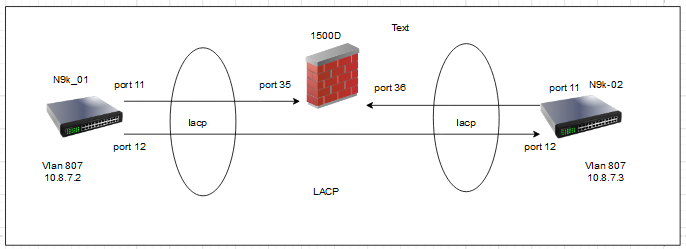 Text
1500D
N9k_01
port 11
port 35
port 36
port 11
N9k-02
lacp
lacp
port 12
port 12
Vlan 807
10.8.7.2
Vlan 807
10.8.7.3
LACP